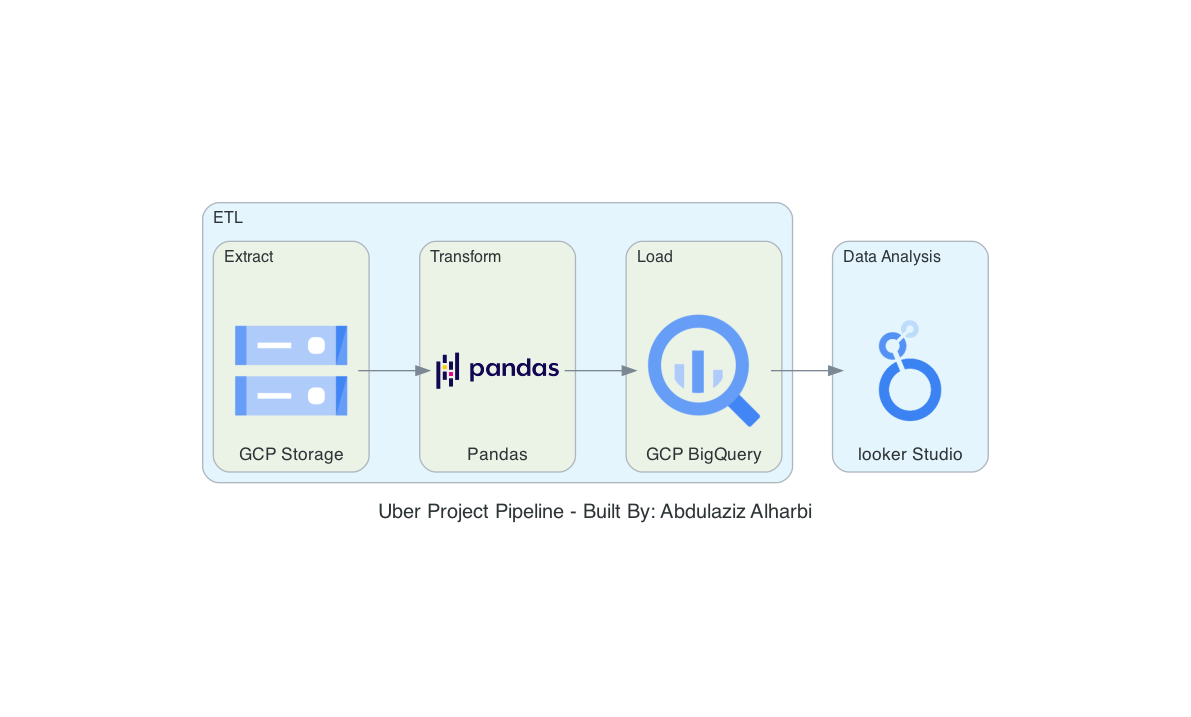 ETL
Extract
Transform
Load
Data Analysis
pandas
GCP Storage
Pandas
GCP BigQuery
looker Studio
Uber Project Pipeline - Built By: Abdulaziz Alharbi